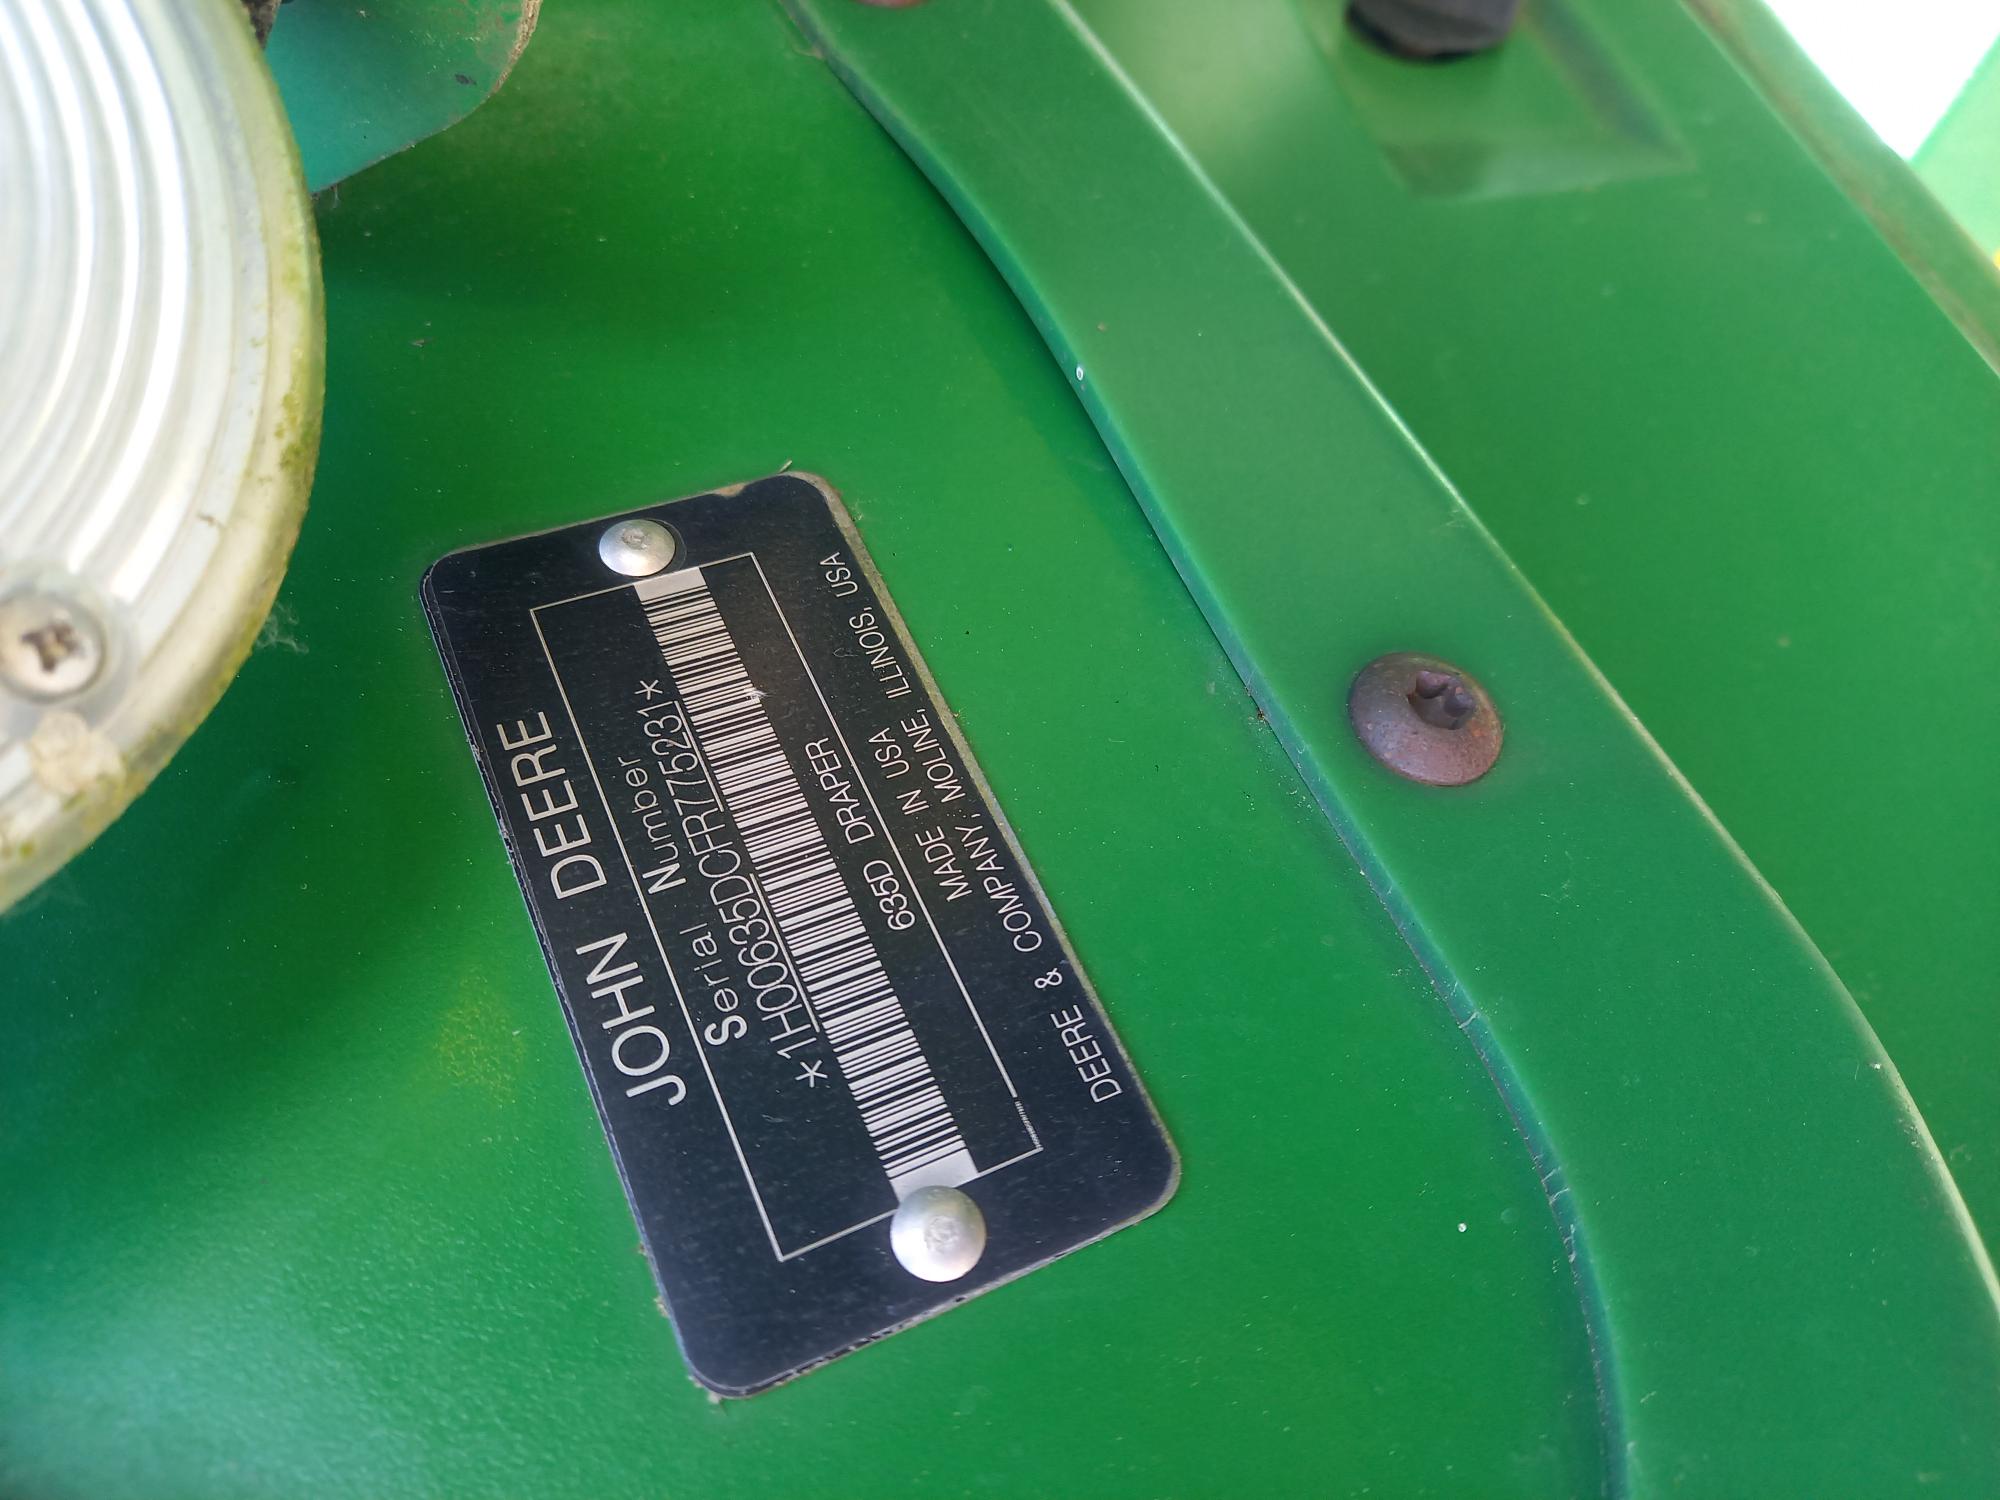 JOHN DEERE
Serial Number
*1H00635DCFR775231*
635D DRAPER
MADE IN USA
DEERE & COMPANY, MOLINE, ILLINOIS, USA